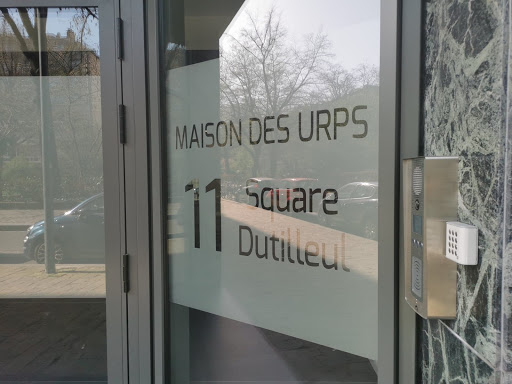 MAISON DES URPS
11 Square
Dutilleul